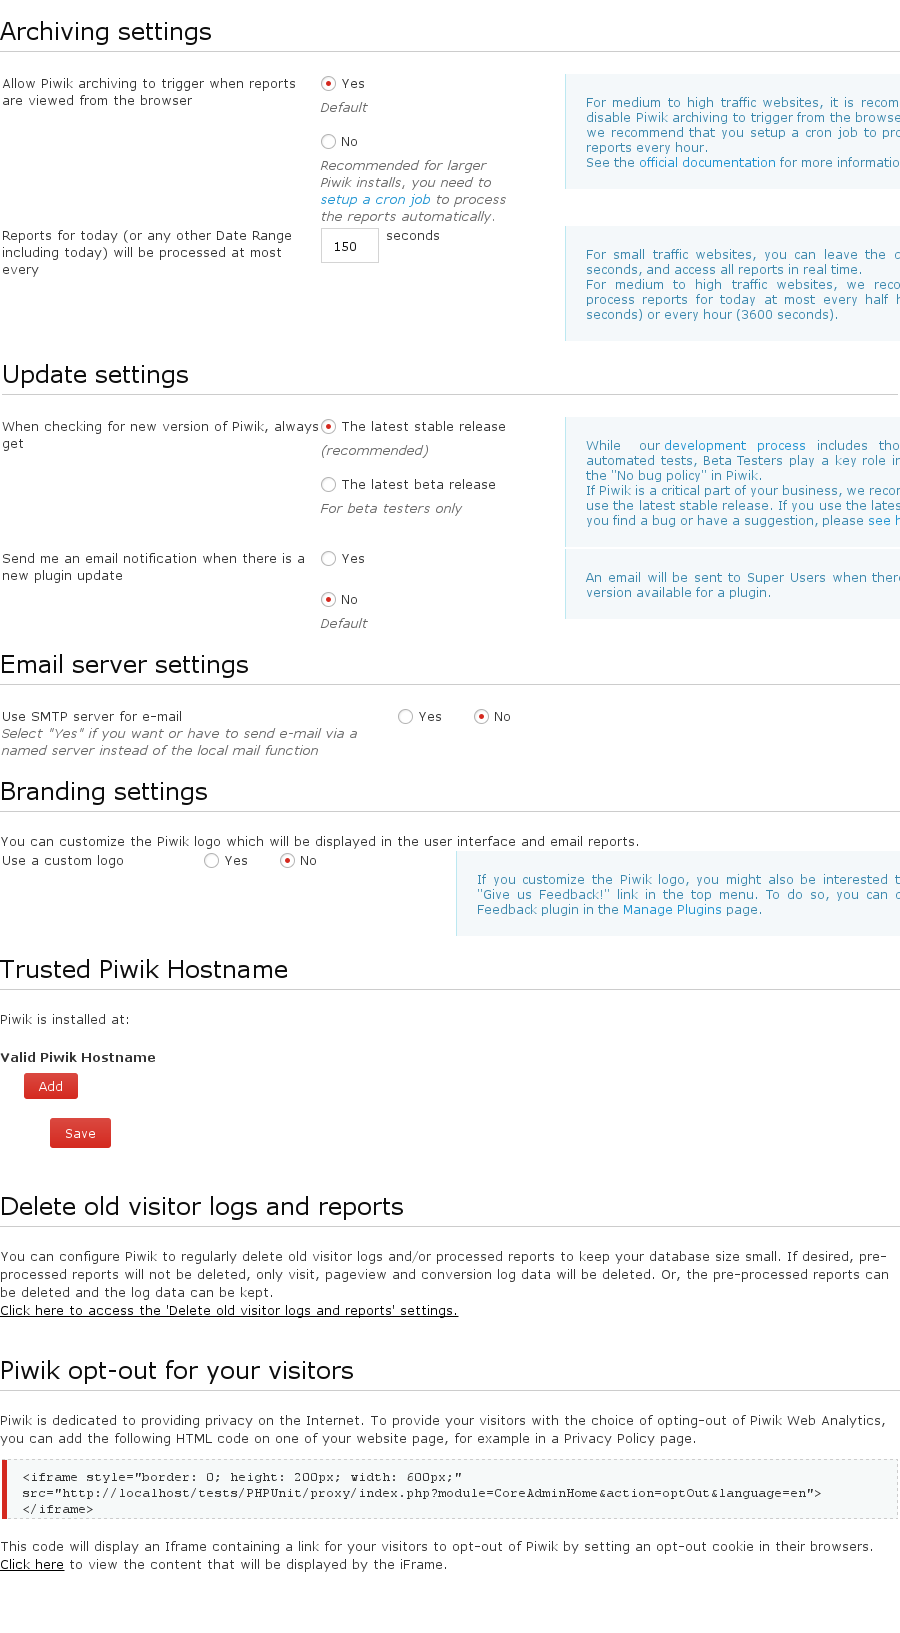 Archiving settings
Allow Piwik archiving to trigger when reports
are viewed from the browser
Yes
Default
No
Recommended for larger
Piwik installs, you need to
setup a cron job to process
the reports automatically.
For medium to high traffic websites, it is recom
disable Piwik archiving to trigger from the browse
we recommend that you setup a cron job to pro
reports every hour.
See the official documentation for more informatio
Reports for today (or any other Date Range
including today) will be processed at most
every
150 seconds
For small traffic websites, you can leave the d
seconds, and access all reports in real time.
For medium to high traffic websites, we reco
process reports for today at most every half h
seconds) or every hour (3600 seconds).
Update settings
When checking for new version of Piwik, always
get
The latest stable release
(recommended)
The latest beta release
For beta testers only
While our development process includes tho
automated tests, Beta Testers play a key role in
the "No bug policy" in Piwik.
If Piwik is a critical part of your business, we recor
use the latest stable release. If you use the lates
you find a bug or have a suggestion, please see h
Send me an email notification when there is a
new plugin update
Yes
No
Default
An email will be sent to Super Users when there
version available for a plugin.
Email server settings
Use SMTP server for e-mail
Select "Yes" if you want or have to send e-mail via a
named server instead of the local mail function
Yes No
Branding settings
You can customize the Piwik logo which will be displayed in the user interface and email reports.
Use a custom logo Yes No
If you customize the Piwik logo, you might also be interested t
"Give us Feedback!" link in the top menu. To do so, you can d
Feedback plugin in the Manage Plugins page.
Trusted Piwik Hostname
Piwik is installed at:
Valid Piwik Hostname
Add
Save
Delete old visitor logs and reports
You can configure Piwik to regularly delete old visitor logs and/or processed reports to keep your database size small. If desired, pre-
processed reports will not be deleted, only visit, pageview and conversion log data will be deleted. Or, the pre-processed reports can
be deleted and the log data can be kept.
Click here to access the 'Delete old visitor logs and reports' settings.
Piwik opt-out for your visitors
Piwik is dedicated to providing privacy on the Internet. To provide your visitors with the choice of opting-out of Piwik Web Analytics,
you can add the following HTML code on one of your website page, for example in a Privacy Policy page.
<iframe style="border: 0; height: 200px; width: 600px;"
src="http://localhost/tests/PHPUnit/proxy/index.php?module=CoreAdminHome&action=optOut&language=en">
</iframe>
This code will display an Iframe containing a link for your visitors to opt-out of Piwik by setting an opt-out cookie in their browsers.
Click here to view the content that will be displayed by the iFrame.